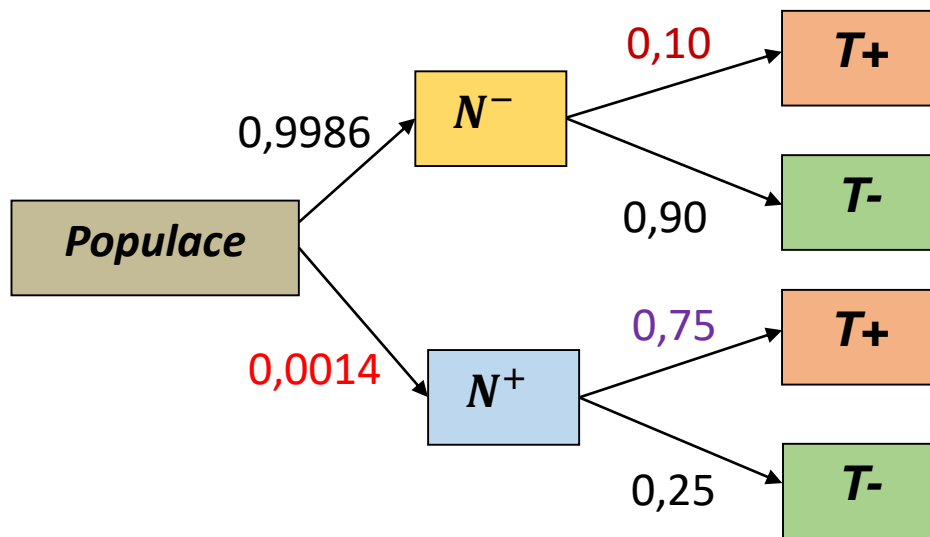 0,10
T+
N⁻
0,9986
T-
0,90
Populace
T+
0,75
0,0014
N⁺
T-
0,25